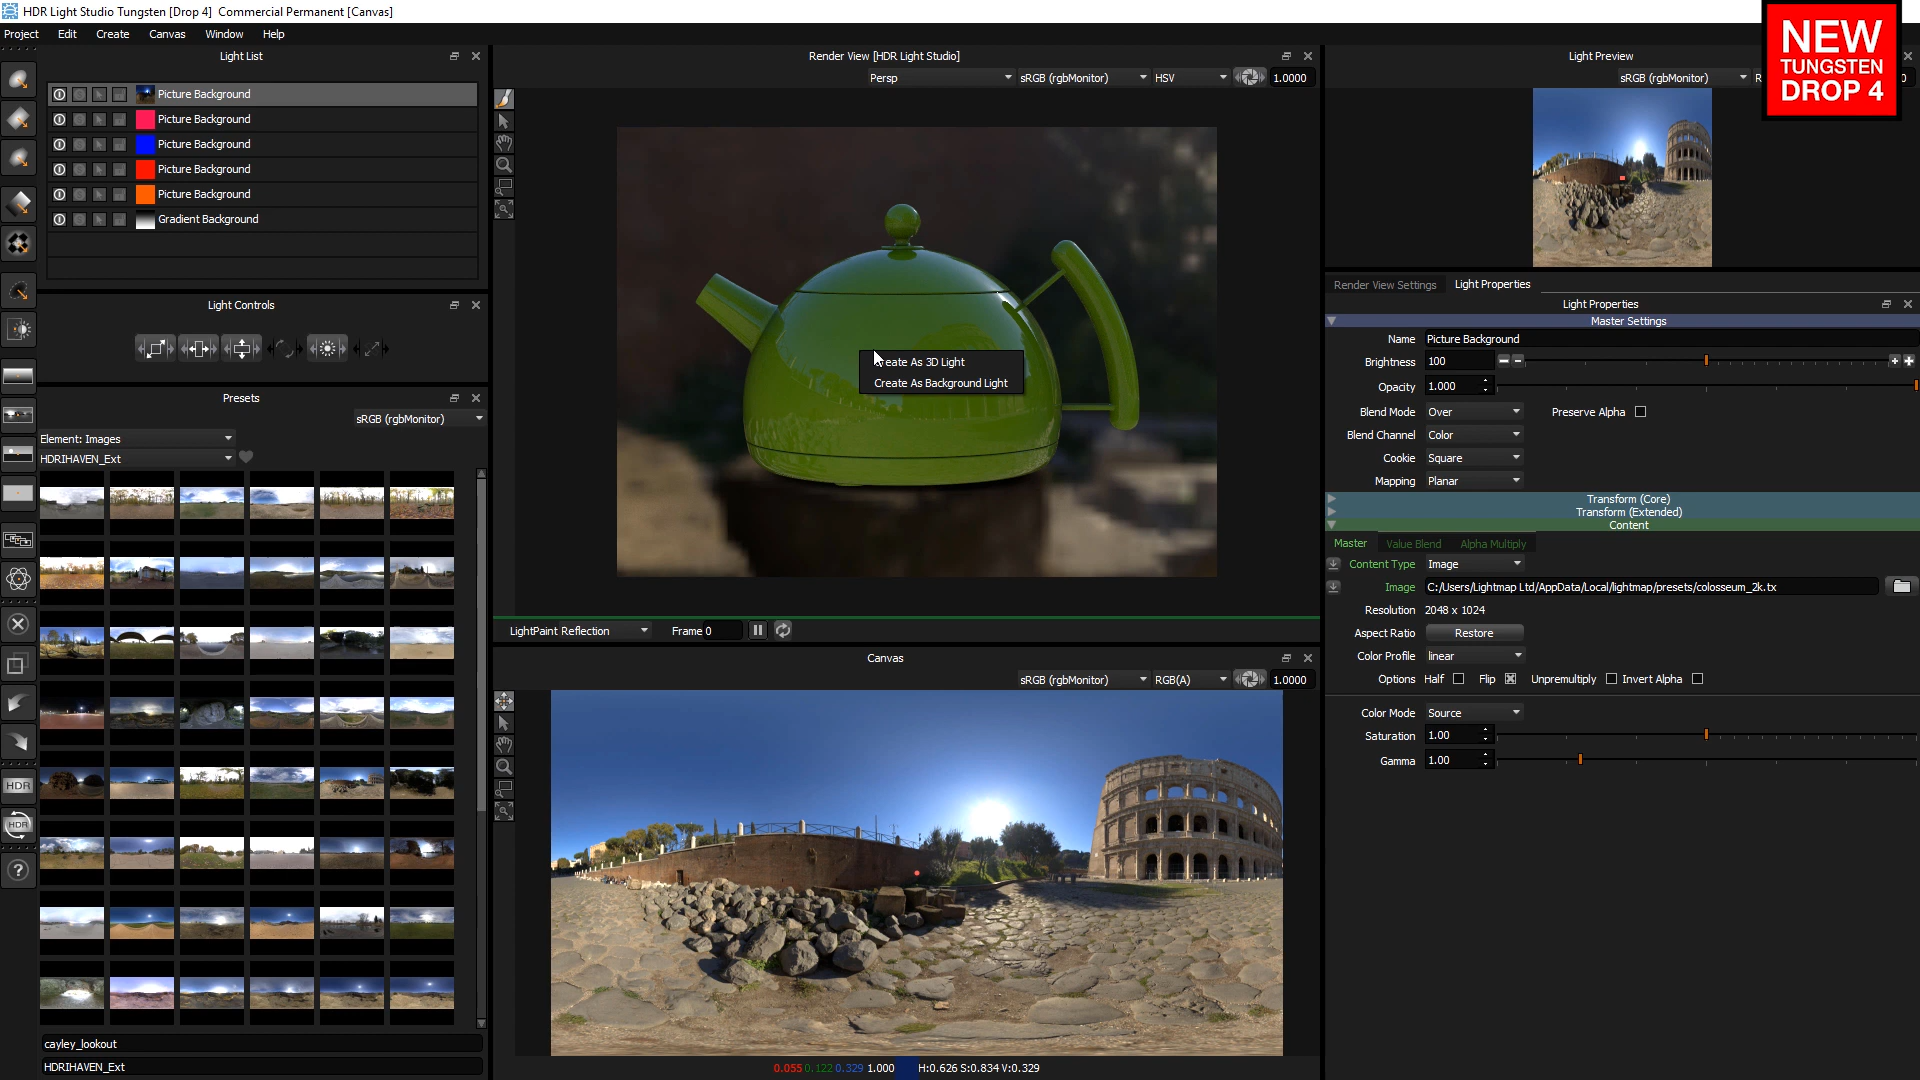 HDR Light Studio Tungsten [Drop 4]  Commercial Permanent [Canvas]
Project Edit Create Canvas Window Help
Light List
Picture Background
Picture Background
Picture Background
Picture Background
Picture Background
Gradient Background
Light Controls
Presets
sRGB (rgbMonitor)
Element: Images
HDRIHAVEN_Ext
HDR
HDR
?
cayley_lookout
HDRIHAVEN_Ext
Render View [HDR Light Studio]
Persp sRGB (rgbMonitor) HSV 1.0000
Create As 3D Light
Create As Background Light
LightPaint Reflection Frame 0
Canvas
sRGB (rgbMonitor) RGB(A) 1.0000
0.055 0.122 0.329 1.000 H:0.626 S:0.834 V:0.329
Light Preview
sRGB (rgbMonitor)
NEW
TUNGSTEN
DROP 4
Render View Settings Light Properties
Light Properties
Master Settings
Name Picture Background
Brightness 100
Opacity 1.000
Blend Mode Over Preserve Alpha
Blend Channel Color
Cookie Square
Mapping Planar
Transform (Core)
Transform (Extended)
Content
Master Value Blend Alpha Multiply
Content Type Image
Image C:/Users/Lightmap Ltd/AppData/Local/lightmap/presets/colosseum_2k.tx
Resolution 2048 x 1024
Aspect Ratio Restore
Color Profile linear
Options Half Flip Unpremultiply Invert Alpha
Color Mode Source
Saturation 1.00
Gamma 1.00